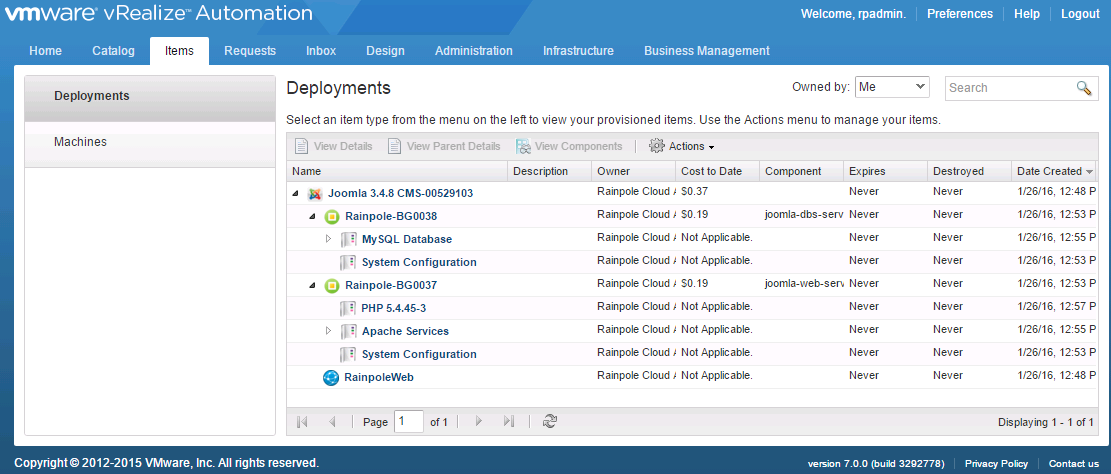 vmware vRealize™ Automation Welcome, rpadmin. Preferences Help Logout
Home Catalog Items Requests Inbox Design Administration Infrastructure Business Management
Deployments
Machines
Deployments Owned by: Me Search
Select an item type from the menu on the left to view your provisioned items. Use the Actions menu to manage your items.
View Details View Parent Details View Components Actions
Name Description Owner Cost to Date Component Expires Destroyed Date Created
Joomla 3.4.8 CMS-00529103 Rainpole Cloud A $0.37 Never Never 1/26/16, 12:48 P
Rainpole-BG0038 Rainpole Cloud A $0.19 joomla-dbs-serv Never Never 1/26/16, 12:53 P
MySQL Database Rainpole Cloud A Not Applicable. Never Never 1/26/16, 12:55 P
System Configuration Rainpole Cloud A Not Applicable. Never Never 1/26/16, 12:53 P
Rainpole-BG0037 Rainpole Cloud A $0.19 joomla-web-serv Never Never 1/26/16, 12:53 P
PHP 5.4.45-3 Rainpole Cloud A Not Applicable. Never Never 1/26/16, 12:57 P
Apache Services Rainpole Cloud A Not Applicable. Never Never 1/26/16, 12:55 P
System Configuration Rainpole Cloud A Not Applicable. Never Never 1/26/16, 12:53 P
RainpoleWeb Rainpole Cloud A Not Applicable. Never Never 1/26/16, 12:48 P
Page 1 of 1 Displaying 1 - 1 of 1
Copyright © 2012-2015 VMware, Inc. All rights reserved. version 7.0.0 (build 3292778) Privacy Policy Contact us